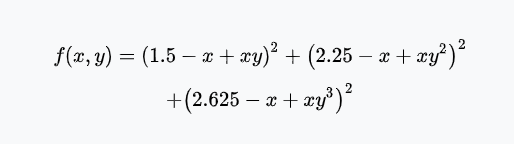 f(x, y) = (1.5 − x + xy)² + (2.25 − x + xy²)²
+(2.625 − x + xy³)²